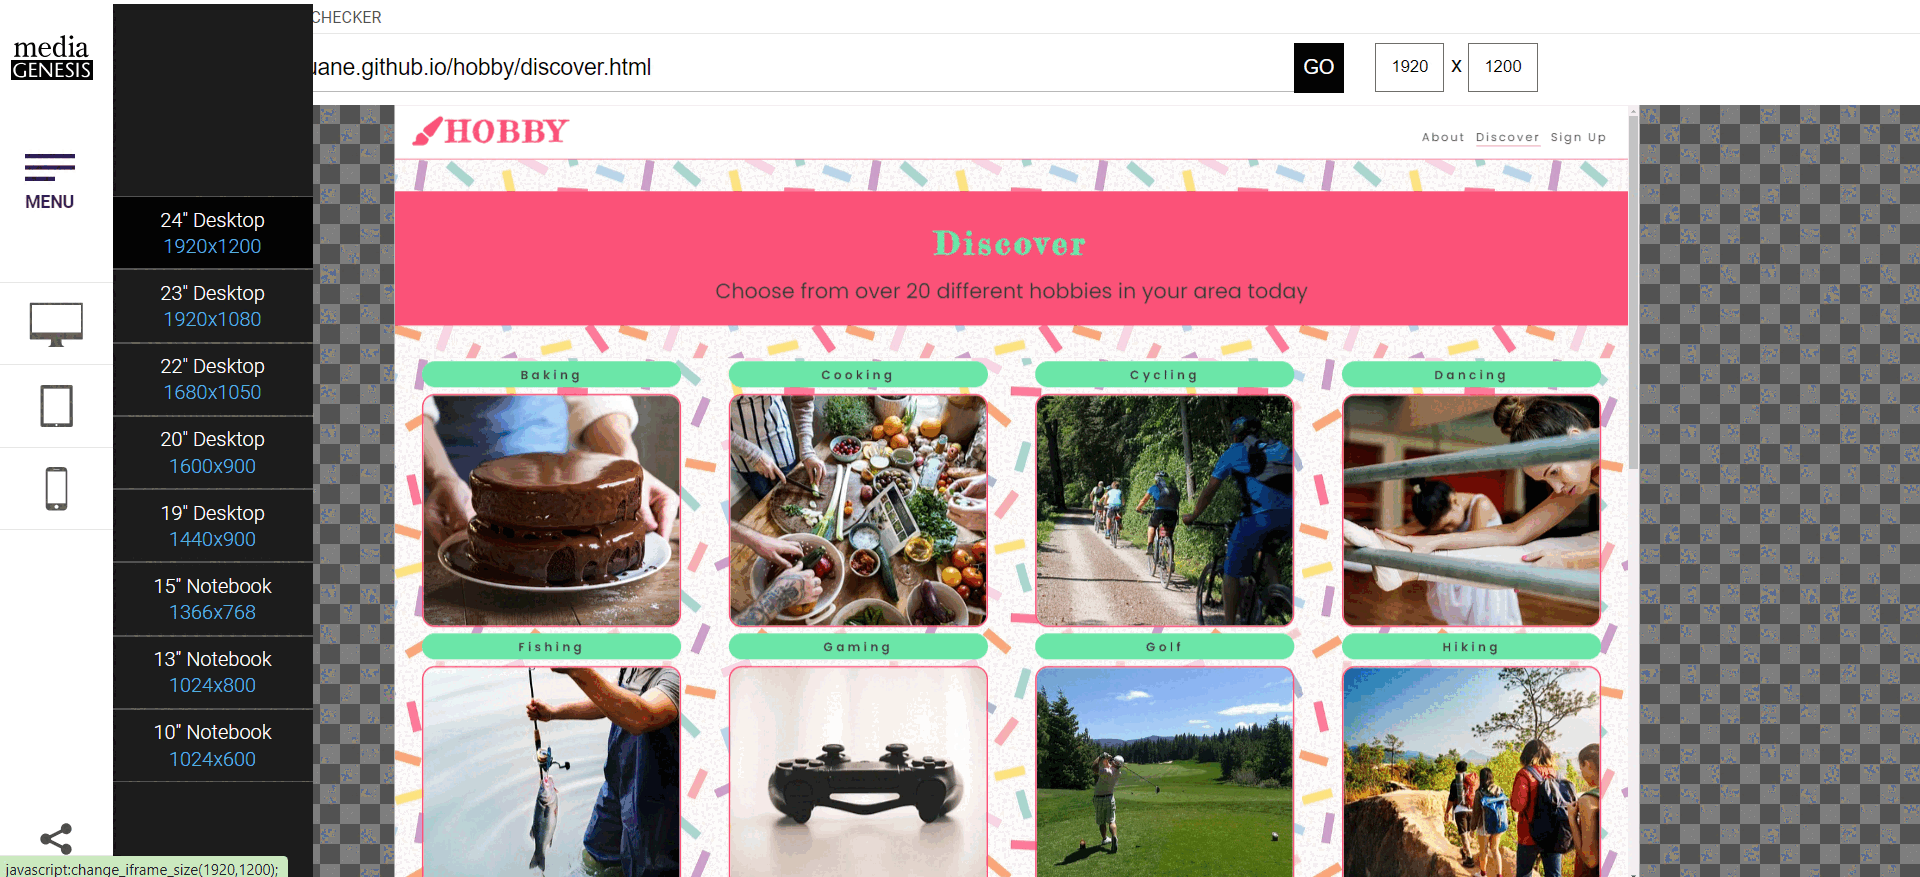 media
GENESIS
MENU
CHECKER
uane.github.io/hobby/discover.html
GO
1920 x 1200
24" Desktop
1920x1200
23" Desktop
1920x1080
22" Desktop
1680x1050
20" Desktop
1600x900
19" Desktop
1440x900
15" Notebook
1366x768
13" Notebook
1024x800
10" Notebook
1024x600
HOBBY
About Discover Sign Up
Discover
Choose from over 20 different hobbies in your area today
Baking
Cooking
Cycling
Dancing
Fishing
Gaming
Golf
Hiking
javascript:change_iframe_size(1920,1200);